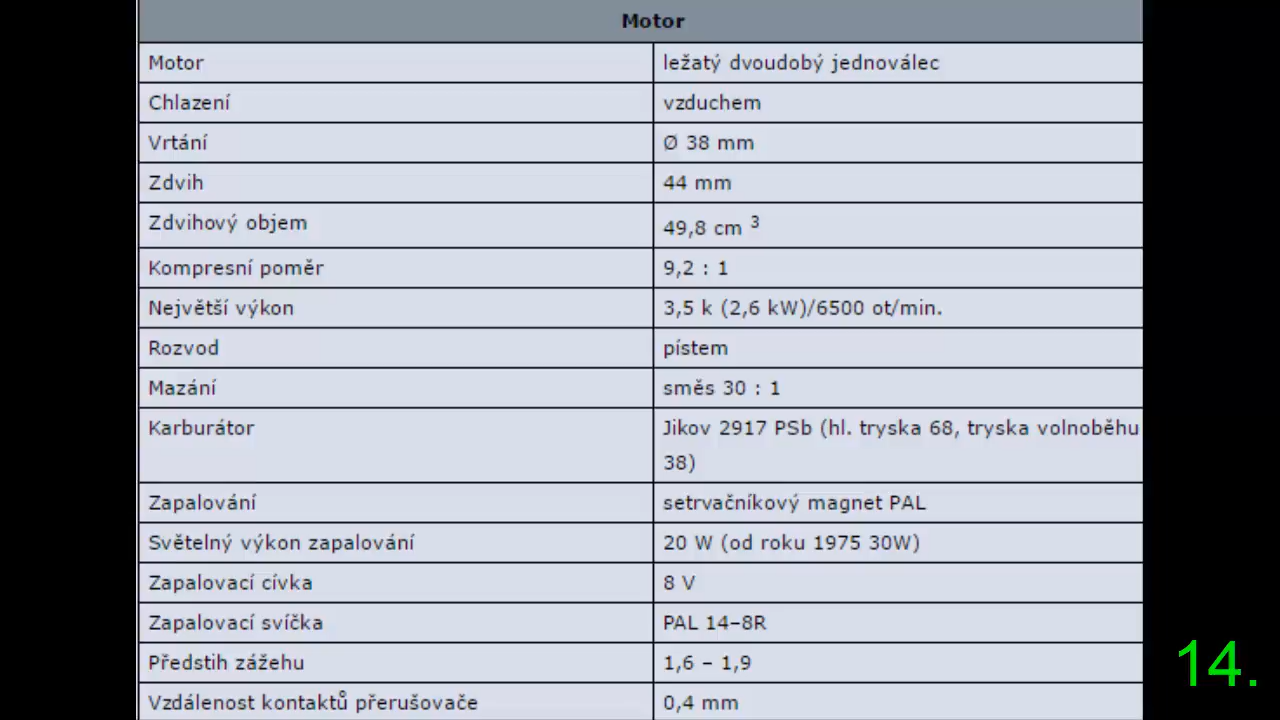 Motor
Motor ležatý dvoudobý jednoválec
Chlazení vzduchem
Vrtání Ø 38 mm
Zdvih 44 mm
Zdvihový objem 49,8 cm ³
Kompresní poměr 9,2 : 1
Největší výkon 3,5 k (2,6 kW)/6500 ot/min.
Rozvod pístem
Mazání směs 30 : 1
Karburátor Jikov 2917 PSb (hl. tryska 68, tryska volnoběhu
38)
Zapalování setrvačníkový magnet PAL
Světelný výkon zapalování 20 W (od roku 1975 30W)
Zapalovací cívka 8 V
Zapalovací svíčka PAL 14–8R
Předstih zážehu 1,6 – 1,9
Vzdálenost kontaktů přerušovače 0,4 mm
14.